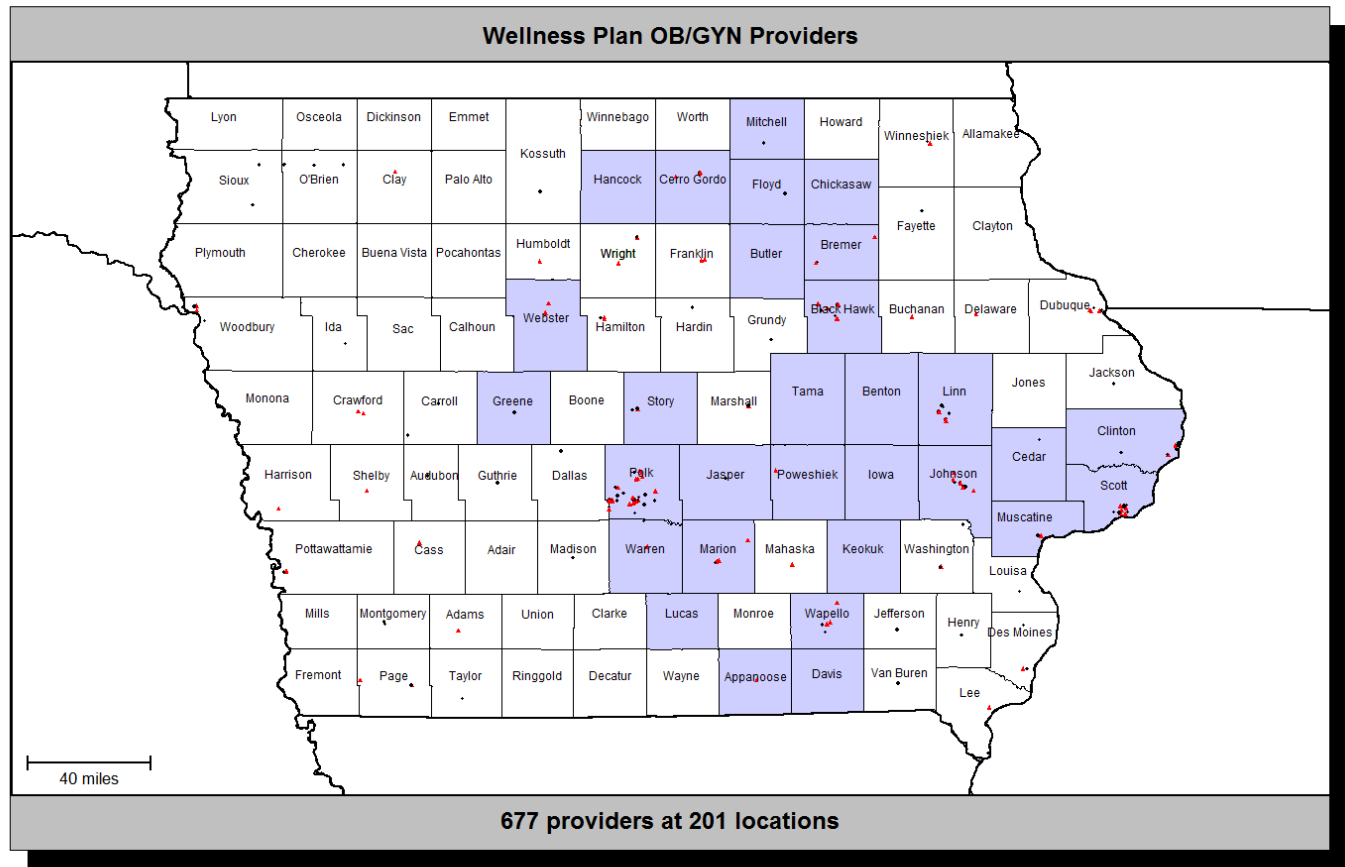 Wellness Plan OB/GYN Providers
Lyon Osceola Dickinson Emmet Winnebago Worth Mitchell Howard Winneshiek Allamakee
Kossuth
Sioux O'Brien Clay Palo Alto Hancock Cerro Gordo Floyd Chickasaw
Fayette Clayton
Plymouth Cherokee Buena Vista Pocahontas Humboldt Wright Franklin Butler Bremer
Woodbury Ida Sac Calhoun Webster Hamilton Hardin Grundy Black Hawk Buchanan Delaware Dubuque
Monona Crawford Carroll Greene Boone Story Marshall Tama Benton Linn Jones Jackson
Clinton
Harrison Shelby Audubon Guthrie Dallas Polk Jasper Poweshiek Iowa Johnson Cedar Scott
Muscatine
Pottawattamie Cass Adair Madison Warren Marion Mahaska Keokuk Washington
Louisa
Mills Montgomery Adams Union Clarke Lucas Monroe Wapello Jefferson Henry Des Moines
Fremont Page Taylor Ringgold Decatur Wayne Appanoose Davis Van Buren
Lee
40 miles
677 providers at 201 locations